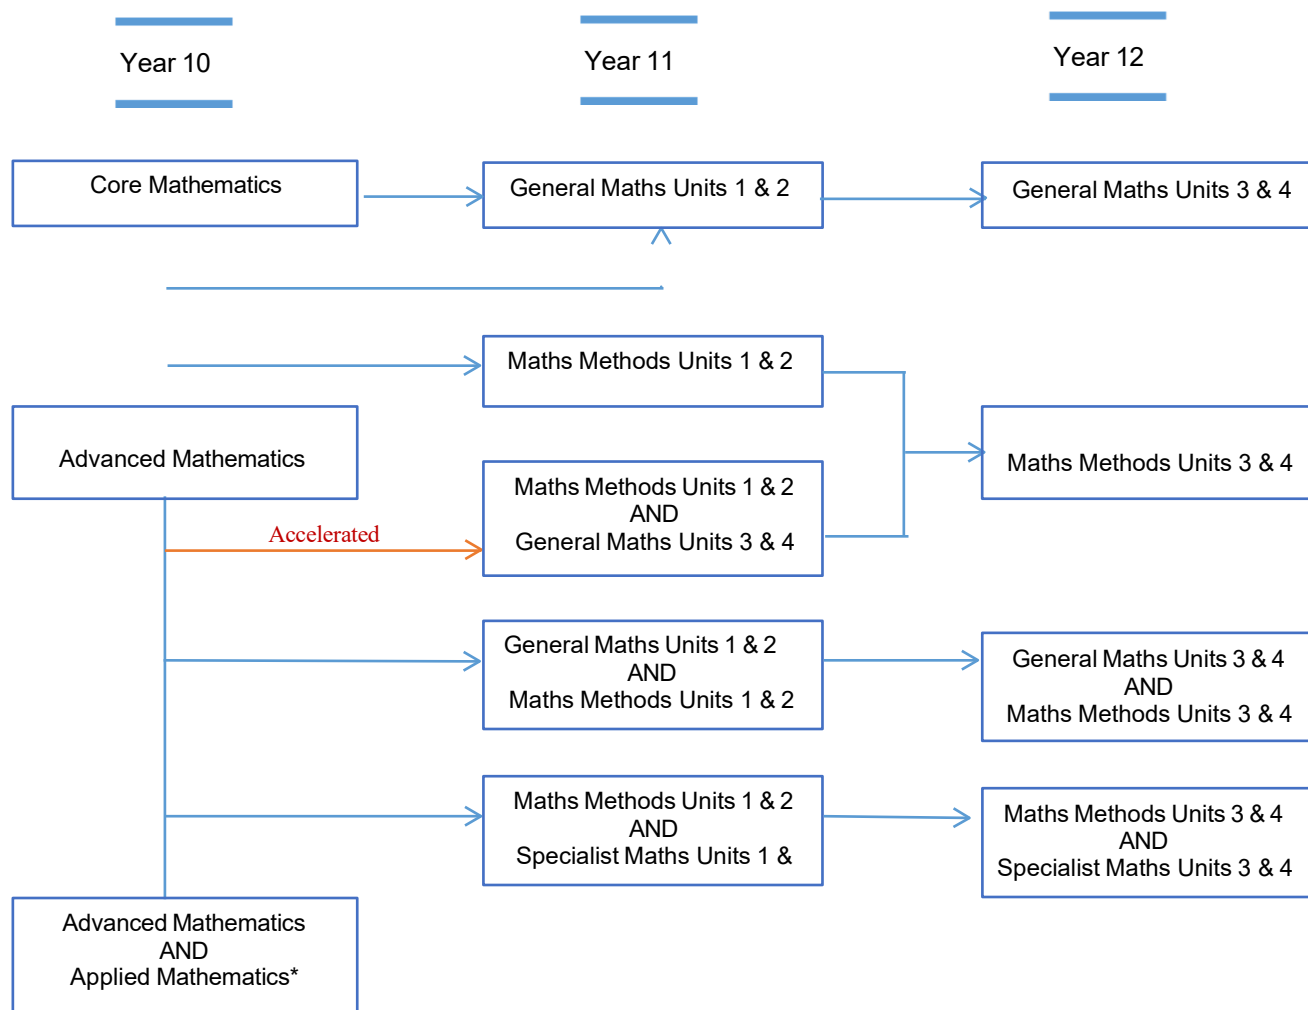 Year 10
Year 11
Year 12
Core Mathematics
General Maths Units 1 & 2
General Maths Units 3 & 4
Maths Methods Units 1 & 2
Advanced Mathematics
Maths Methods Units 3 & 4
Maths Methods Units 1 & 2
AND
General Maths Units 3 & 4
Accelerated
General Maths Units 1 & 2
AND
Maths Methods Units 1 & 2
General Maths Units 3 & 4
AND
Maths Methods Units 3 & 4
Maths Methods Units 1 & 2
AND
Specialist Maths Units 1 &
Maths Methods Units 3 & 4
AND
Specialist Maths Units 3 & 4
Advanced Mathematics
AND
Applied Mathematics*